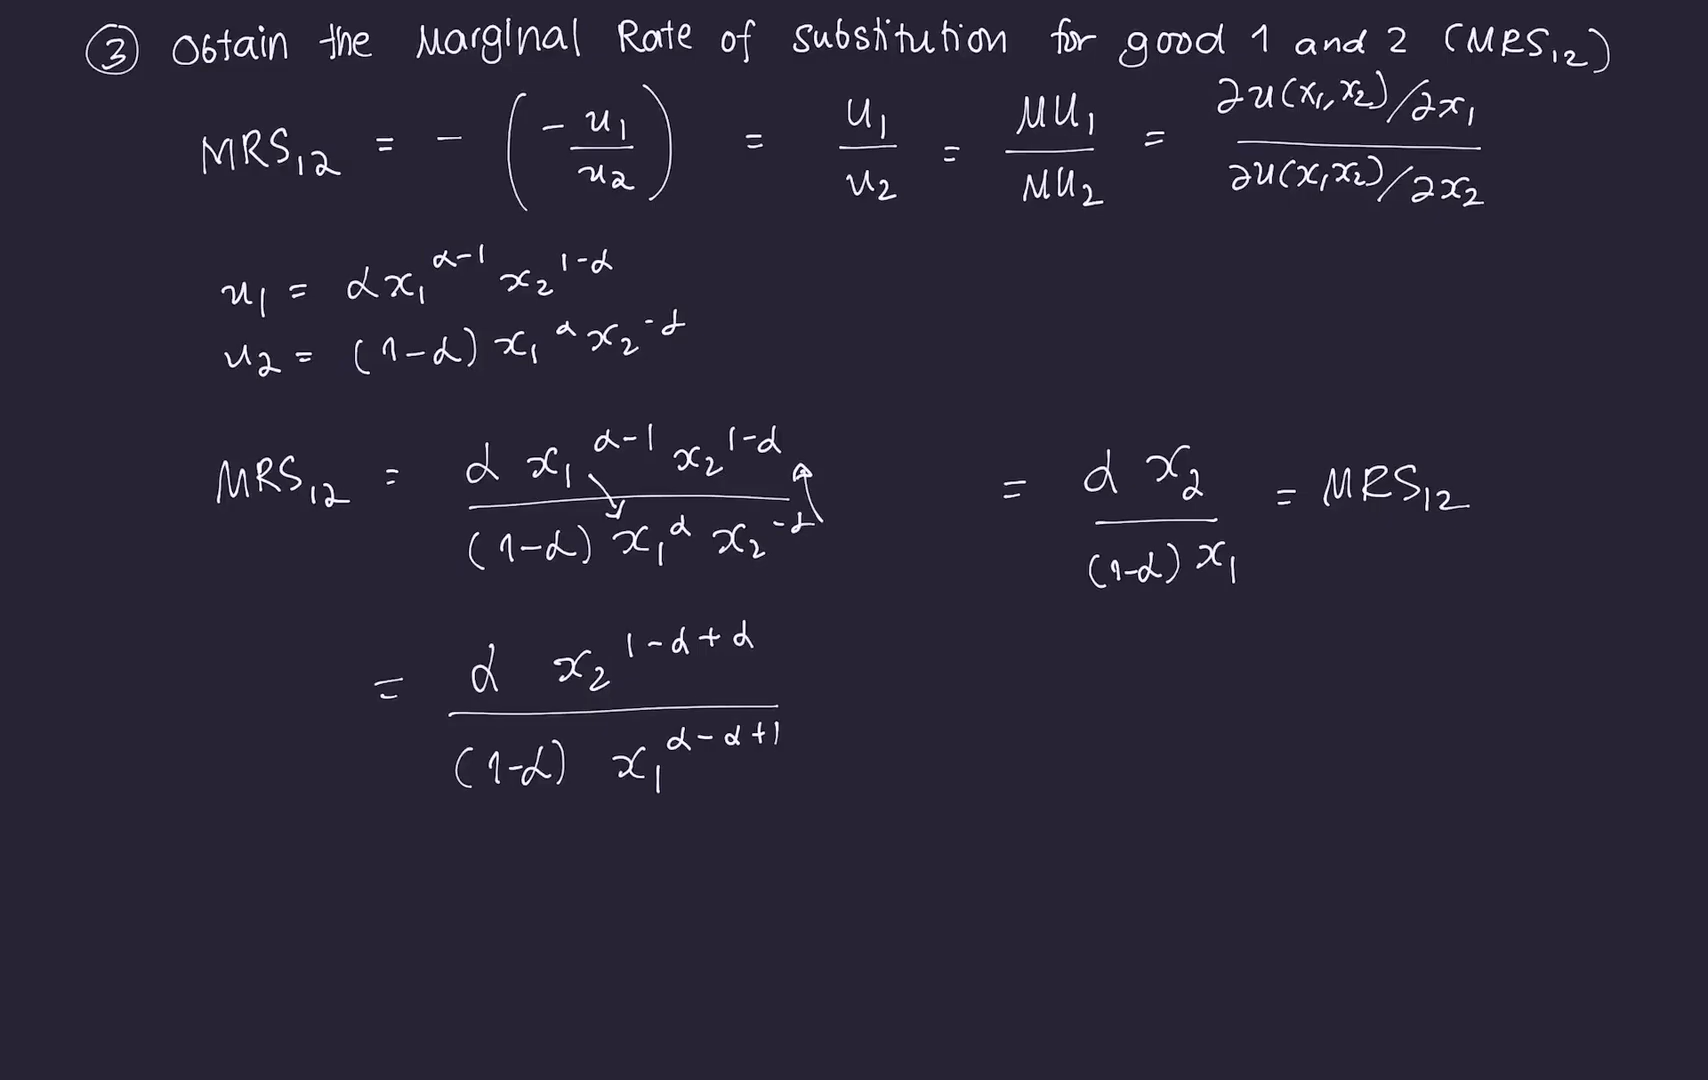 ③ Obtain the Marginal Rate of substitution for good 1 and 2 (MRS₁₂)
MRS₁₂ = - (- u₁/u₂) = u₁/u₂ = MU₁/MU₂ = ∂u(x₁,x₂)/∂x₁ / ∂u(x₁x₂)/∂x₂
u₁ = αx₁^(α-1) x₂^(1-α)
u₂ = (1-α) x₁^α x₂^(-α)
MRS₁₂ = α x₁^(α-1) x₂^(1-α) / (1-α) x₁^α x₂^(-α) = α x₂ / (1-α) x₁ = MRS₁₂
= α x₂^(1-α+α) / (1-α) x₁^(α-α+1)